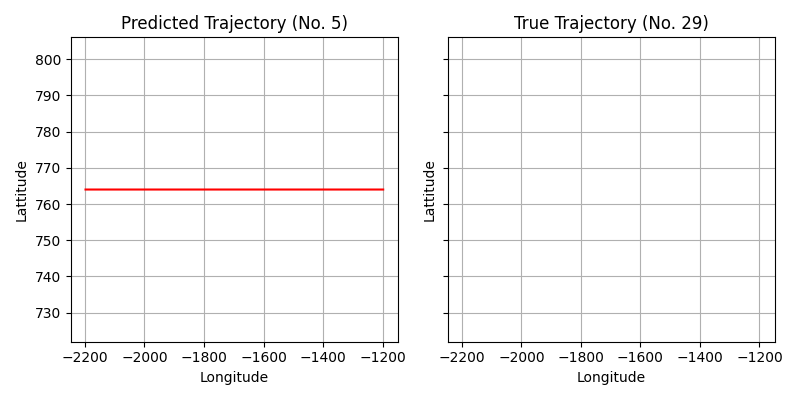 Predicted Trajectory (No. 5)
True Trajectory (No. 29)
800
790
780
770
760
750
740
730
Lattitude
Lattitude
−2200 −2000 −1800 −1600 −1400 −1200
−2200 −2000 −1800 −1600 −1400 −1200
Longitude
Longitude